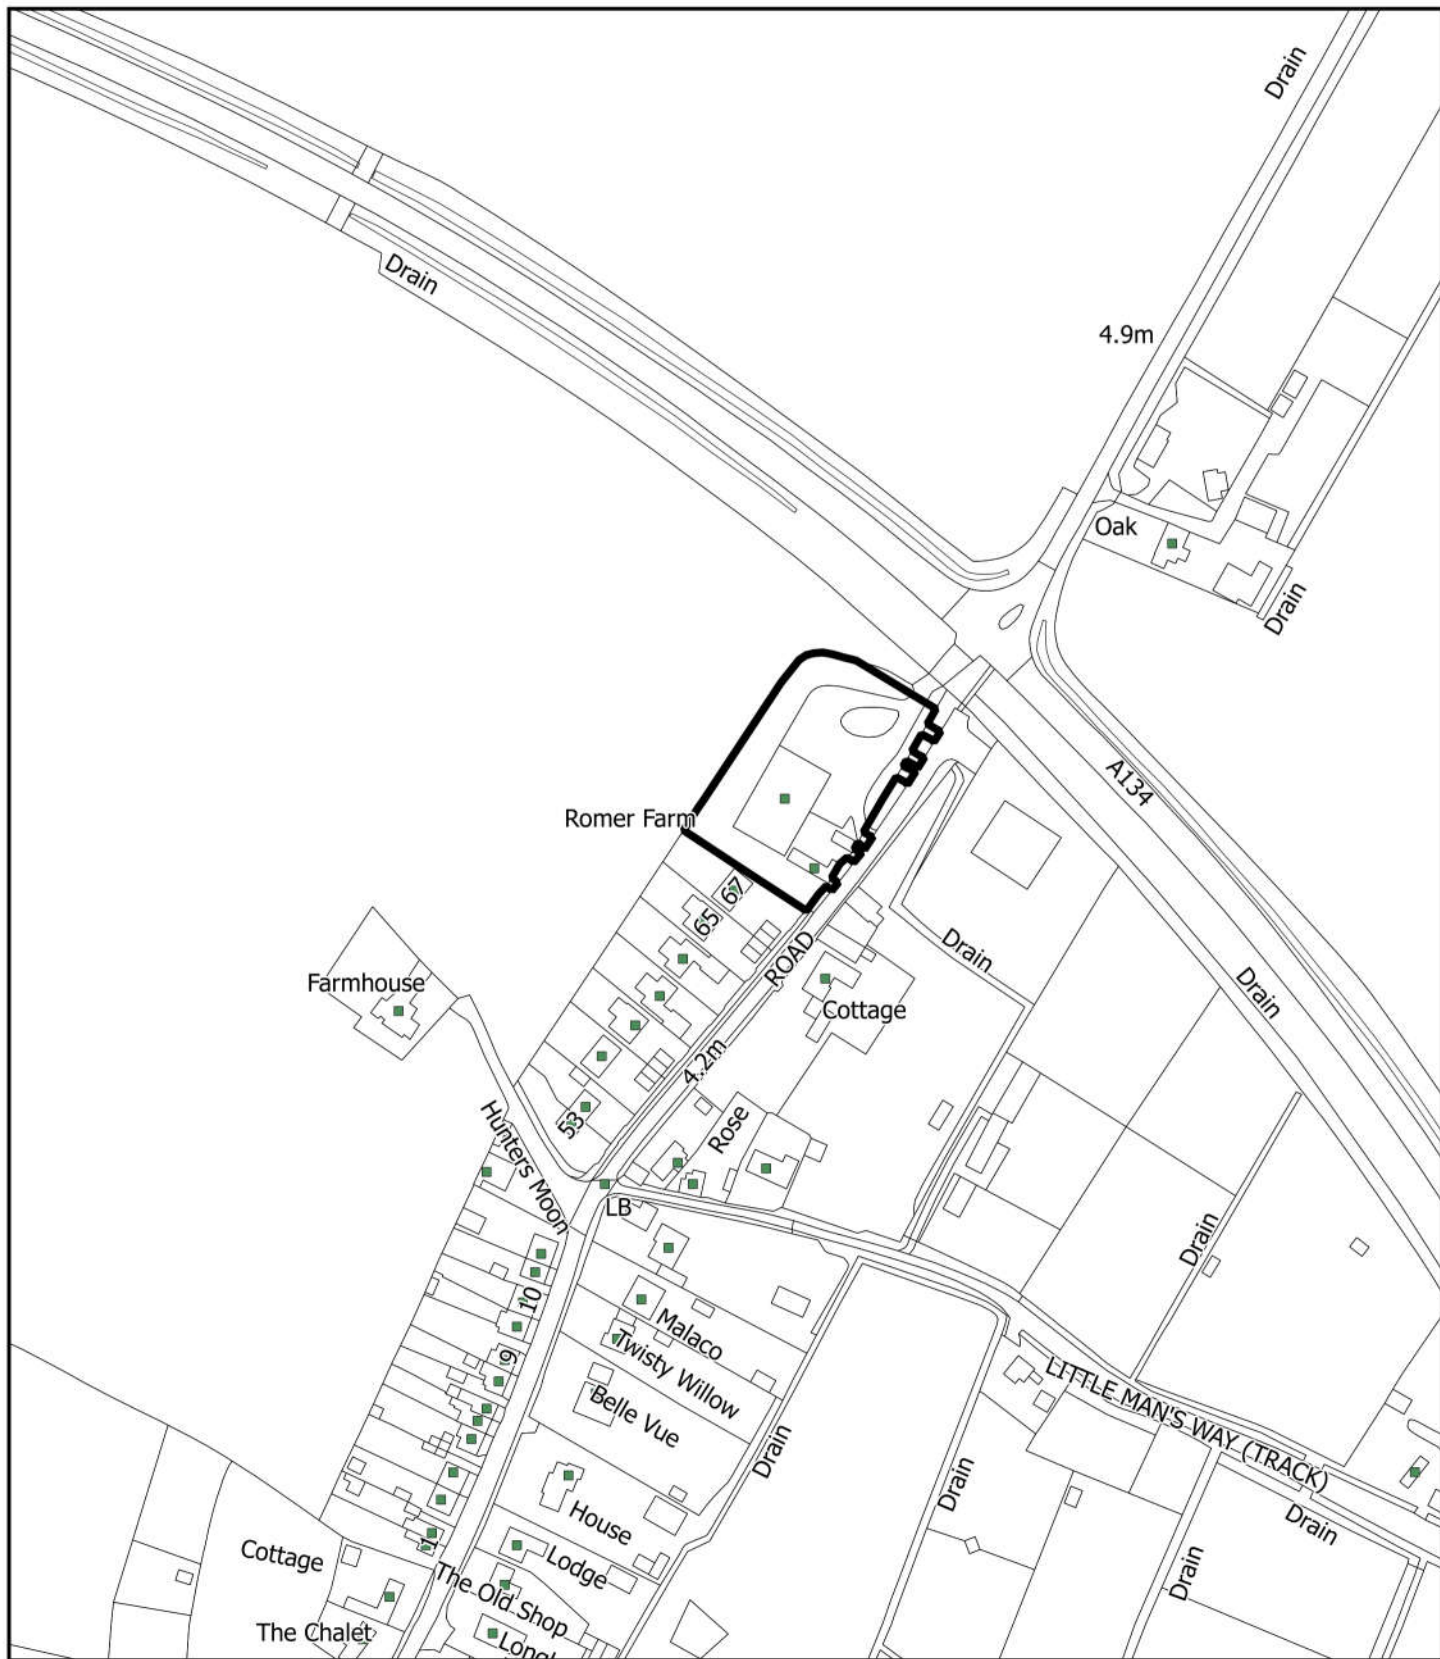 Drain
Drain
4.9m
Oak
Drain
A134
Romer Farm
67
65
ROAD
Drain
Farmhouse
Cottage
Drain
4.2m
Hunters Moon
53
Rose
LB
Drain
10
Malaco
9
Twisty Willow
LITTLE MAN'S WAY (TRACK)
Belle Vue
Drain
Drain
House
Drain
1
Cottage
Lodge
Drain
The Old Shop
The Chalet